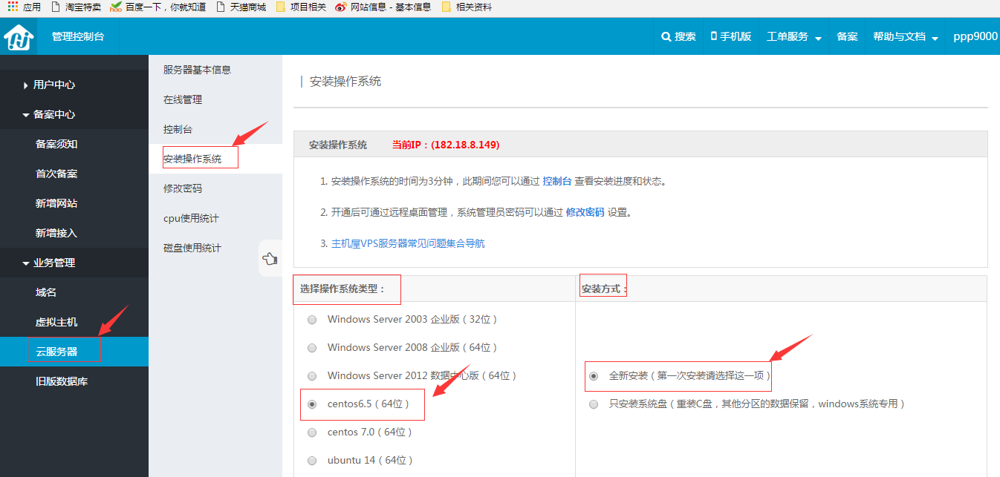 应用 淘宝特卖 hao 百度一下，你就知道 天猫商城 项目相关 网站信息 - 基本信息 相关资料
管理控制台 搜索 手机版 工单服务 备案 帮助与文档 ppp9000
用户中心
备案中心
备案须知
首次备案
新增网站
新增接入
业务管理
域名
虚拟主机
云服务器
旧版数据库
服务器基本信息
在线管理
控制台
安装操作系统
修改密码
cpu使用统计
磁盘使用统计
安装操作系统
安装操作系统 当前IP：(182.18.8.149)
1. 安装操作系统的时间为3分钟，此期间您可以通过 控制台 查看安装进度和状态。
2. 开通后可通过远程桌面管理，系统管理员密码可以通过 修改密码 设置。
3. 主机屋VPS服务器常见问题集合导航
选择操作系统类型：
Windows Server 2003 企业版（32位）
Windows Server 2008 企业版（64位）
Windows Server 2012 数据中心版（64位）
centos6.5（64位）
centos 7.0（64位）
ubuntu 14（64位）
安装方式：
全新安装（第一次安装请选择这一项）
只安装系统盘（重装C盘，其他分区的数据保留，windows系统专用）